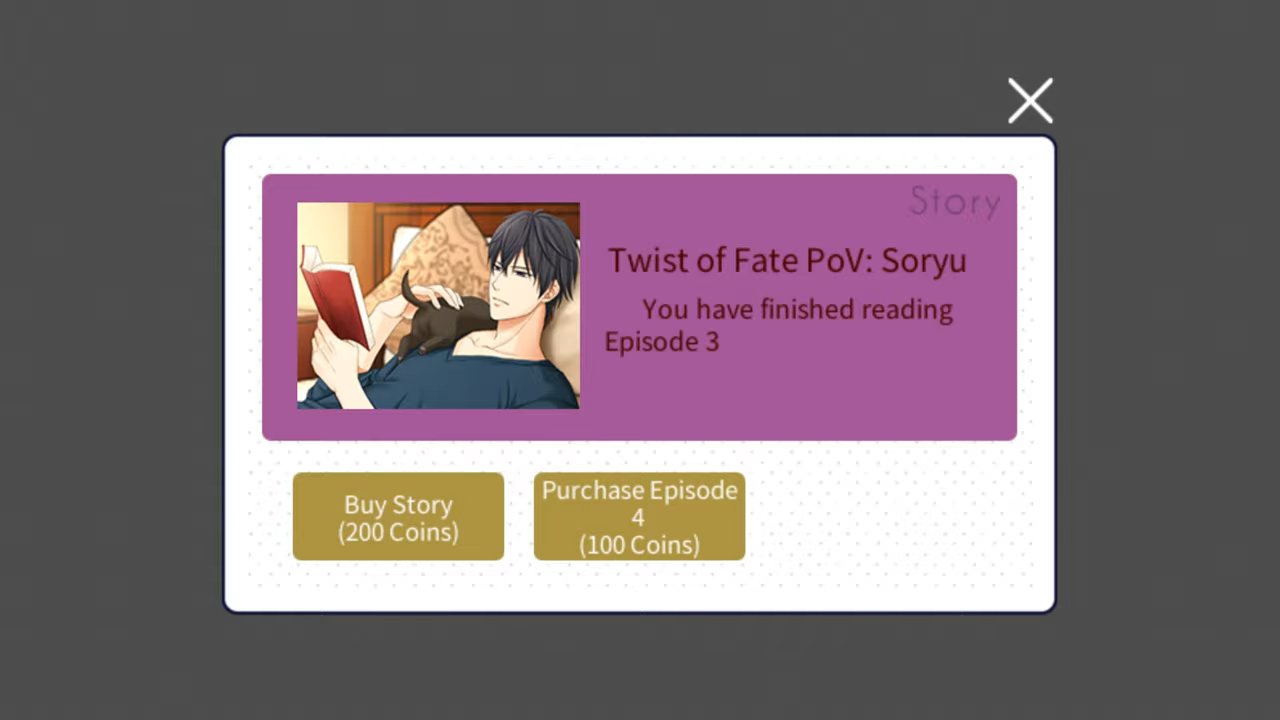 Story
Twist of Fate PoV: Soryu
You have finished reading
Episode 3
Buy Story
(200 Coins)
Purchase Episode
4
(100 Coins)